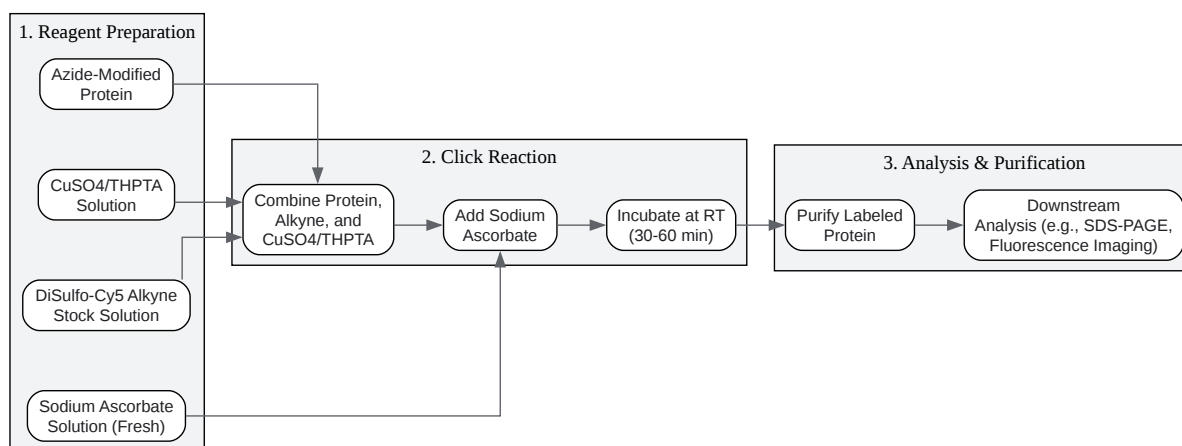 1. Reagent Preparation
Azide-Modified
Protein
CuSO4/THPTA
Solution
DiSulfo-Cy5 Alkyne
Stock Solution
Sodium Ascorbate
Solution (Fresh)
2. Click Reaction
Combine Protein,
Alkyne, and
CuSO4/THPTA
Add Sodium
Ascorbate
Incubate at RT
(30-60 min)
3. Analysis & Purification
Purify Labeled
Protein
Downstream
Analysis (e.g., SDS-PAGE,
Fluorescence Imaging)